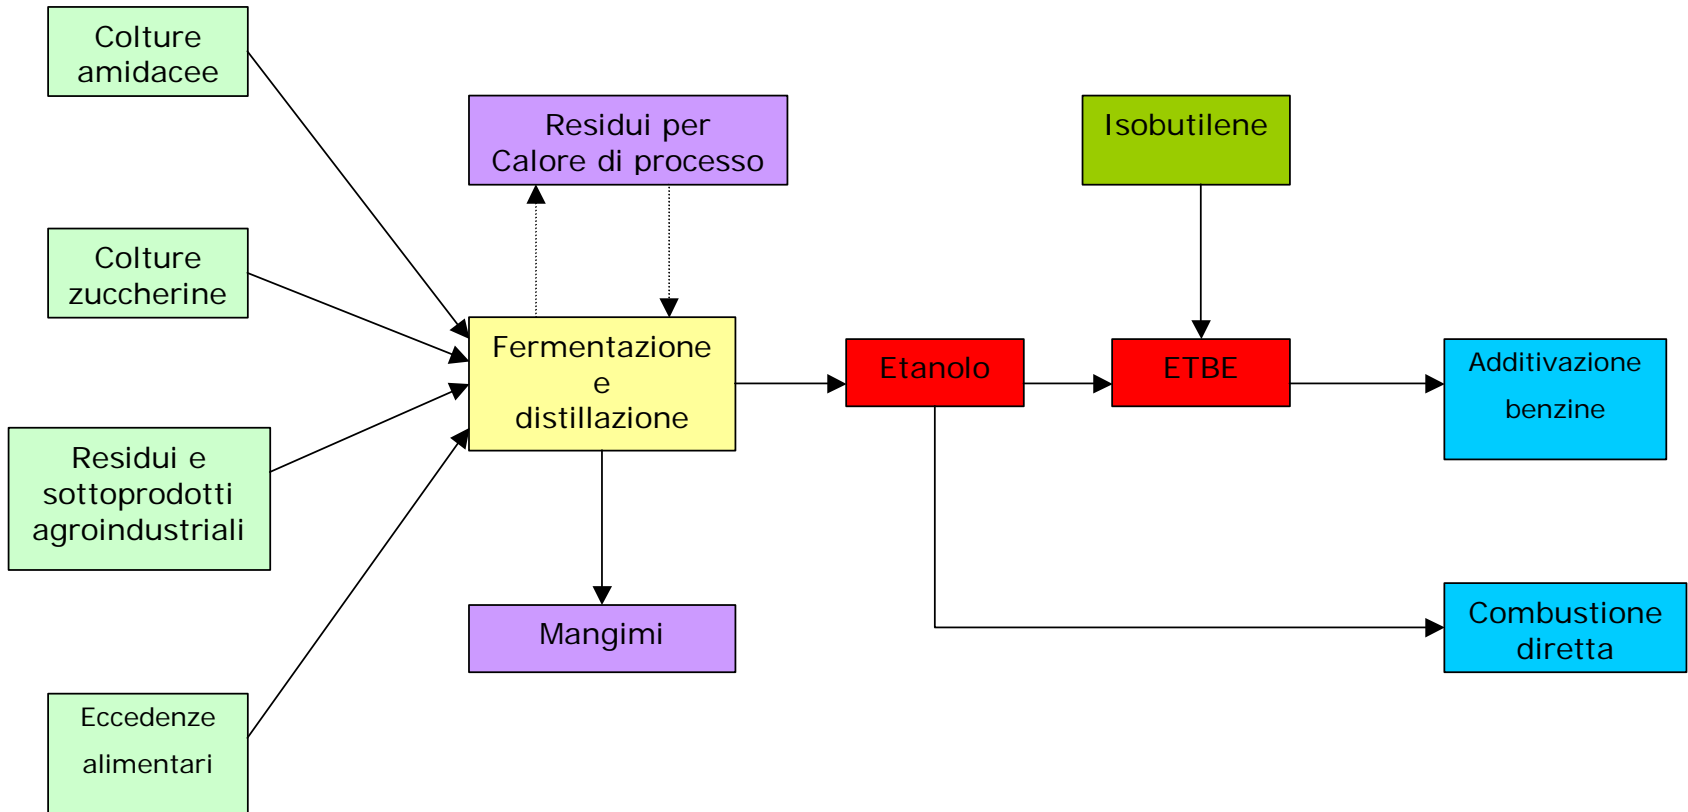 Colture
amidacee
Residui per
Calore di processo
Isobutilene
Colture
zuccherine
Fermentazione
e
distillazione
Etanolo
ETBE
Additivazione
benzine
Residui e
sottoprodotti
agroindustriali
Mangimi
Combustione
diretta
Eccedenze
alimentari